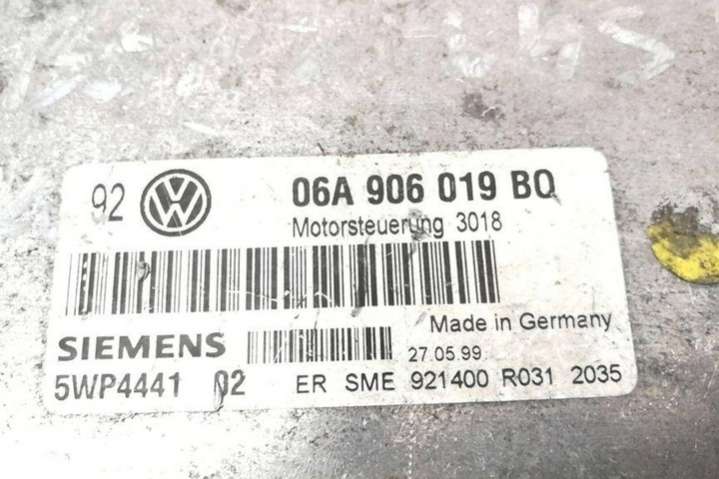 92 VW 06A 906 019 BQ
Motorsteuerung 3018
Made in Germany
SIEMENS 27.05.99
5WP4441 02 ER SME 921400 R031 2035